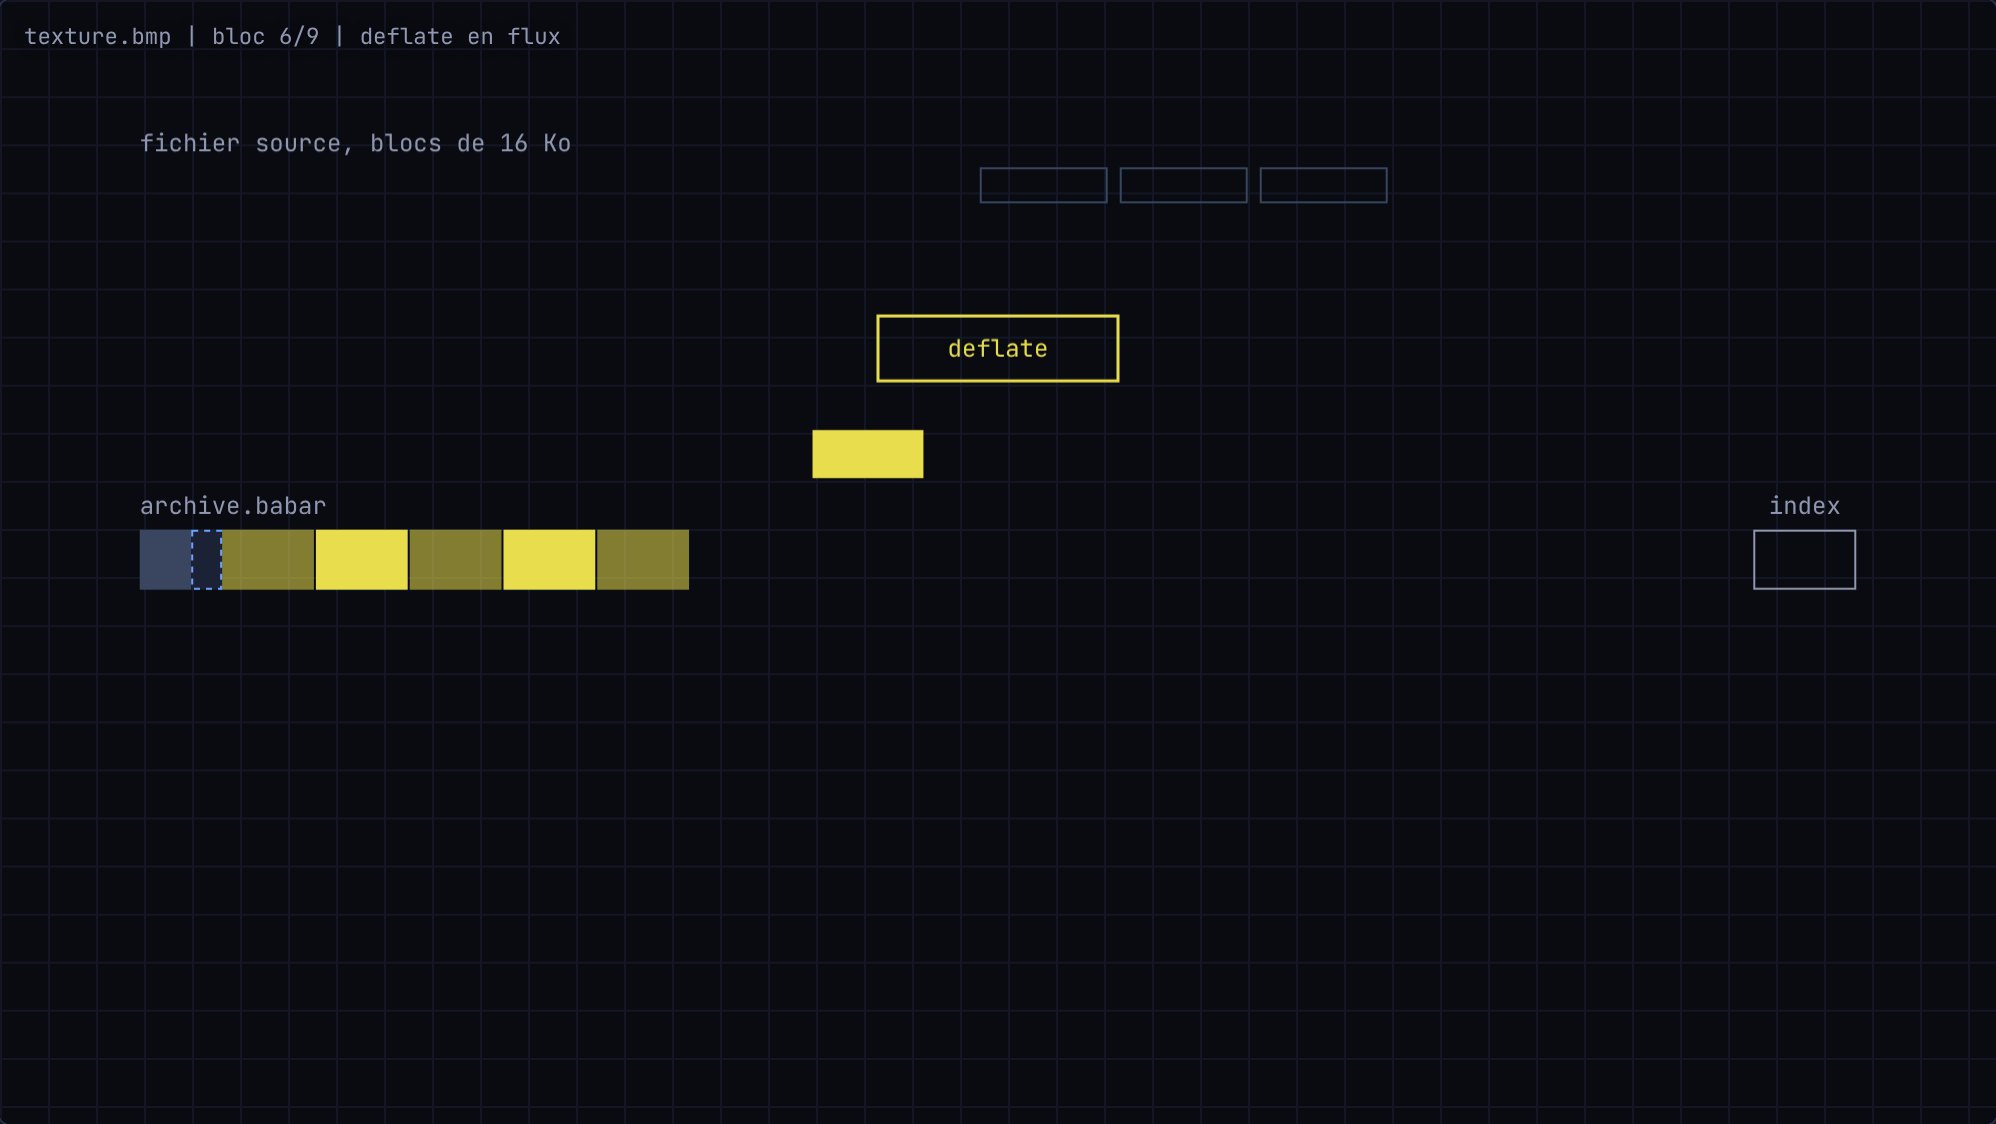 texture.bmp | bloc 6/9 | deflate en flux
fichier source, blocs de 16 Ko
deflate
archive.babar
index